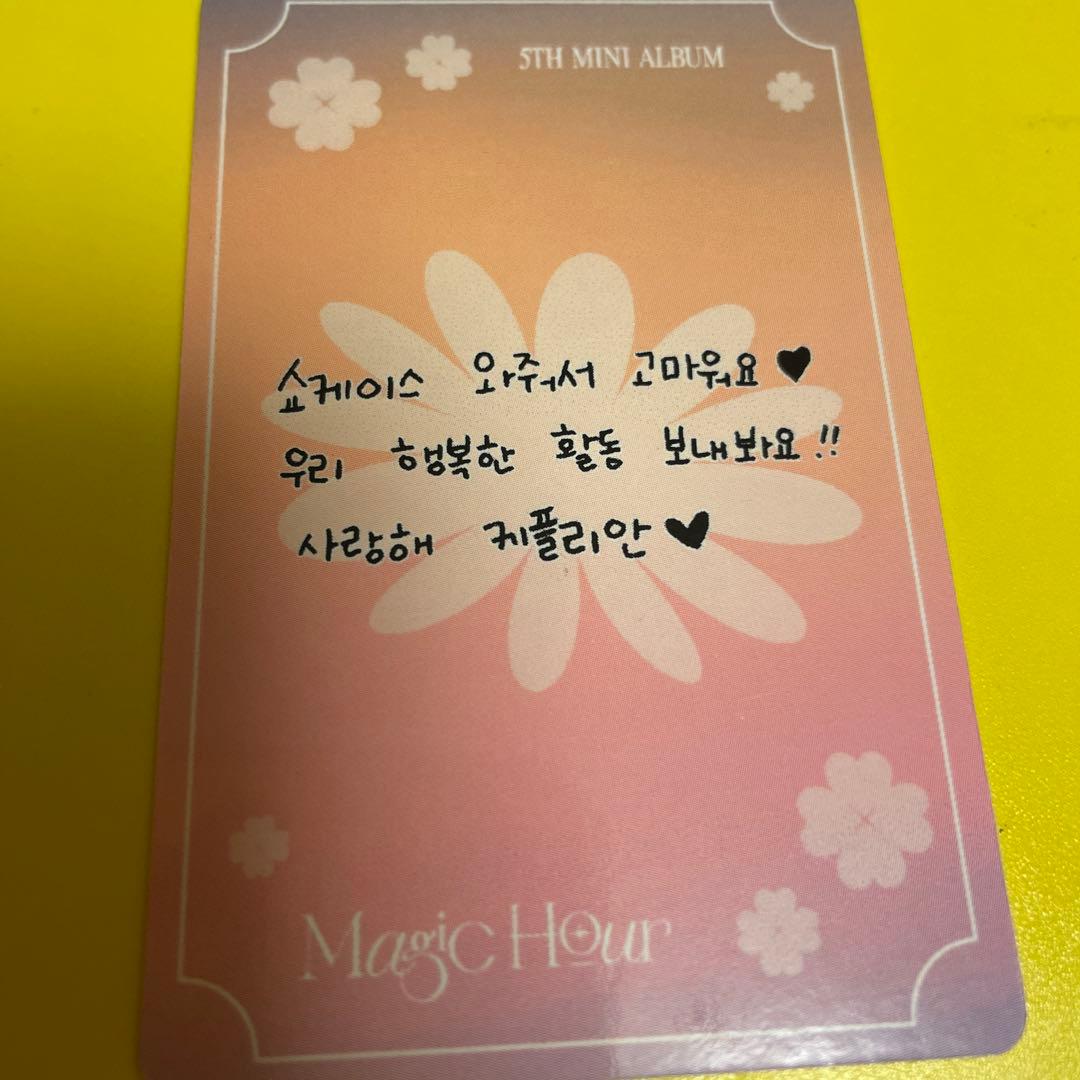 5TH MINI ALBUM
쇼케이스 와줘서 고마워요♥
우리 행복한 활동 보내봐요!!
사랑해 케플리안♥
Magic Hour